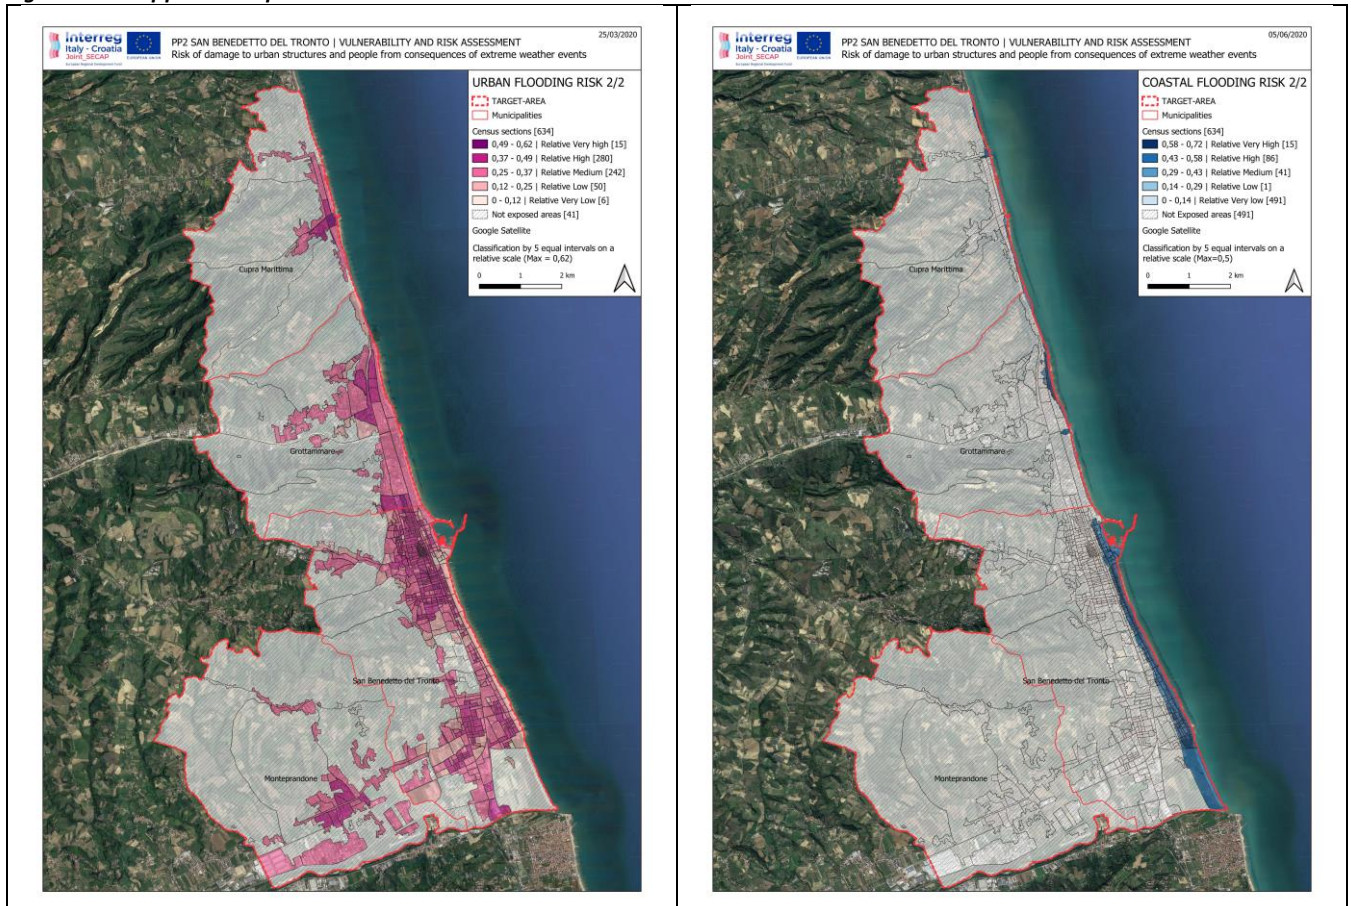 Interreg
Italy - Croatia
Joint_SECAP
European Regional Development Fund
EUROPEAN UNION
25/03/2020
PP2 SAN BENEDETTO DEL TRONTO | VULNERABILITY AND RISK ASSESSMENT
Risk of damage to urban structures and people from consequences of extreme weather events
URBAN FLOODING RISK 2/2
TARGET-AREA
Municipalities
Census sections [634]
0,49 - 0,62 | Relative Very high [15]
0,37 - 0,49 | Relative High [280]
0,25 - 0,37 | Relative Medium [242]
0,12 - 0,25 | Relative Low [50]
0 - 0,12 | Relative Very Low [6]
Not exposed areas [41]
Google Satellite
Classification by 5 equal intervals on a
relative scale (Max = 0,62)
0 1 2 km
Cupra Marittima
Grottammare
San Benedetto del Tronto
Monteprandone
Interreg
Italy - Croatia
Joint_SECAP
European Regional Development Fund
EUROPEAN UNION
05/06/2020
PP2 SAN BENEDETTO DEL TRONTO | VULNERABILITY AND RISK ASSESSMENT
Risk of damage to urban structures and people from consequences of extreme weather events
COASTAL FLOODING RISK 2/2
TARGET-AREA
Municipalities
Census sections [634]
0,58 - 0,72 | Relative Very High [15]
0,43 - 0,58 | Relative High [86]
0,29 - 0,43 | Relative Medium [41]
0,14 - 0,29 | Relative Low [1]
0 - 0,14 | Relative Very low [491]
Not Exposed areas [491]
Google Satellite
Classification by 5 equal intervals on a
relative scale (Max=0,5)
0 1 2 km
Cupra Marittima
Grottammare
San Benedetto del Tronto
Monteprandone